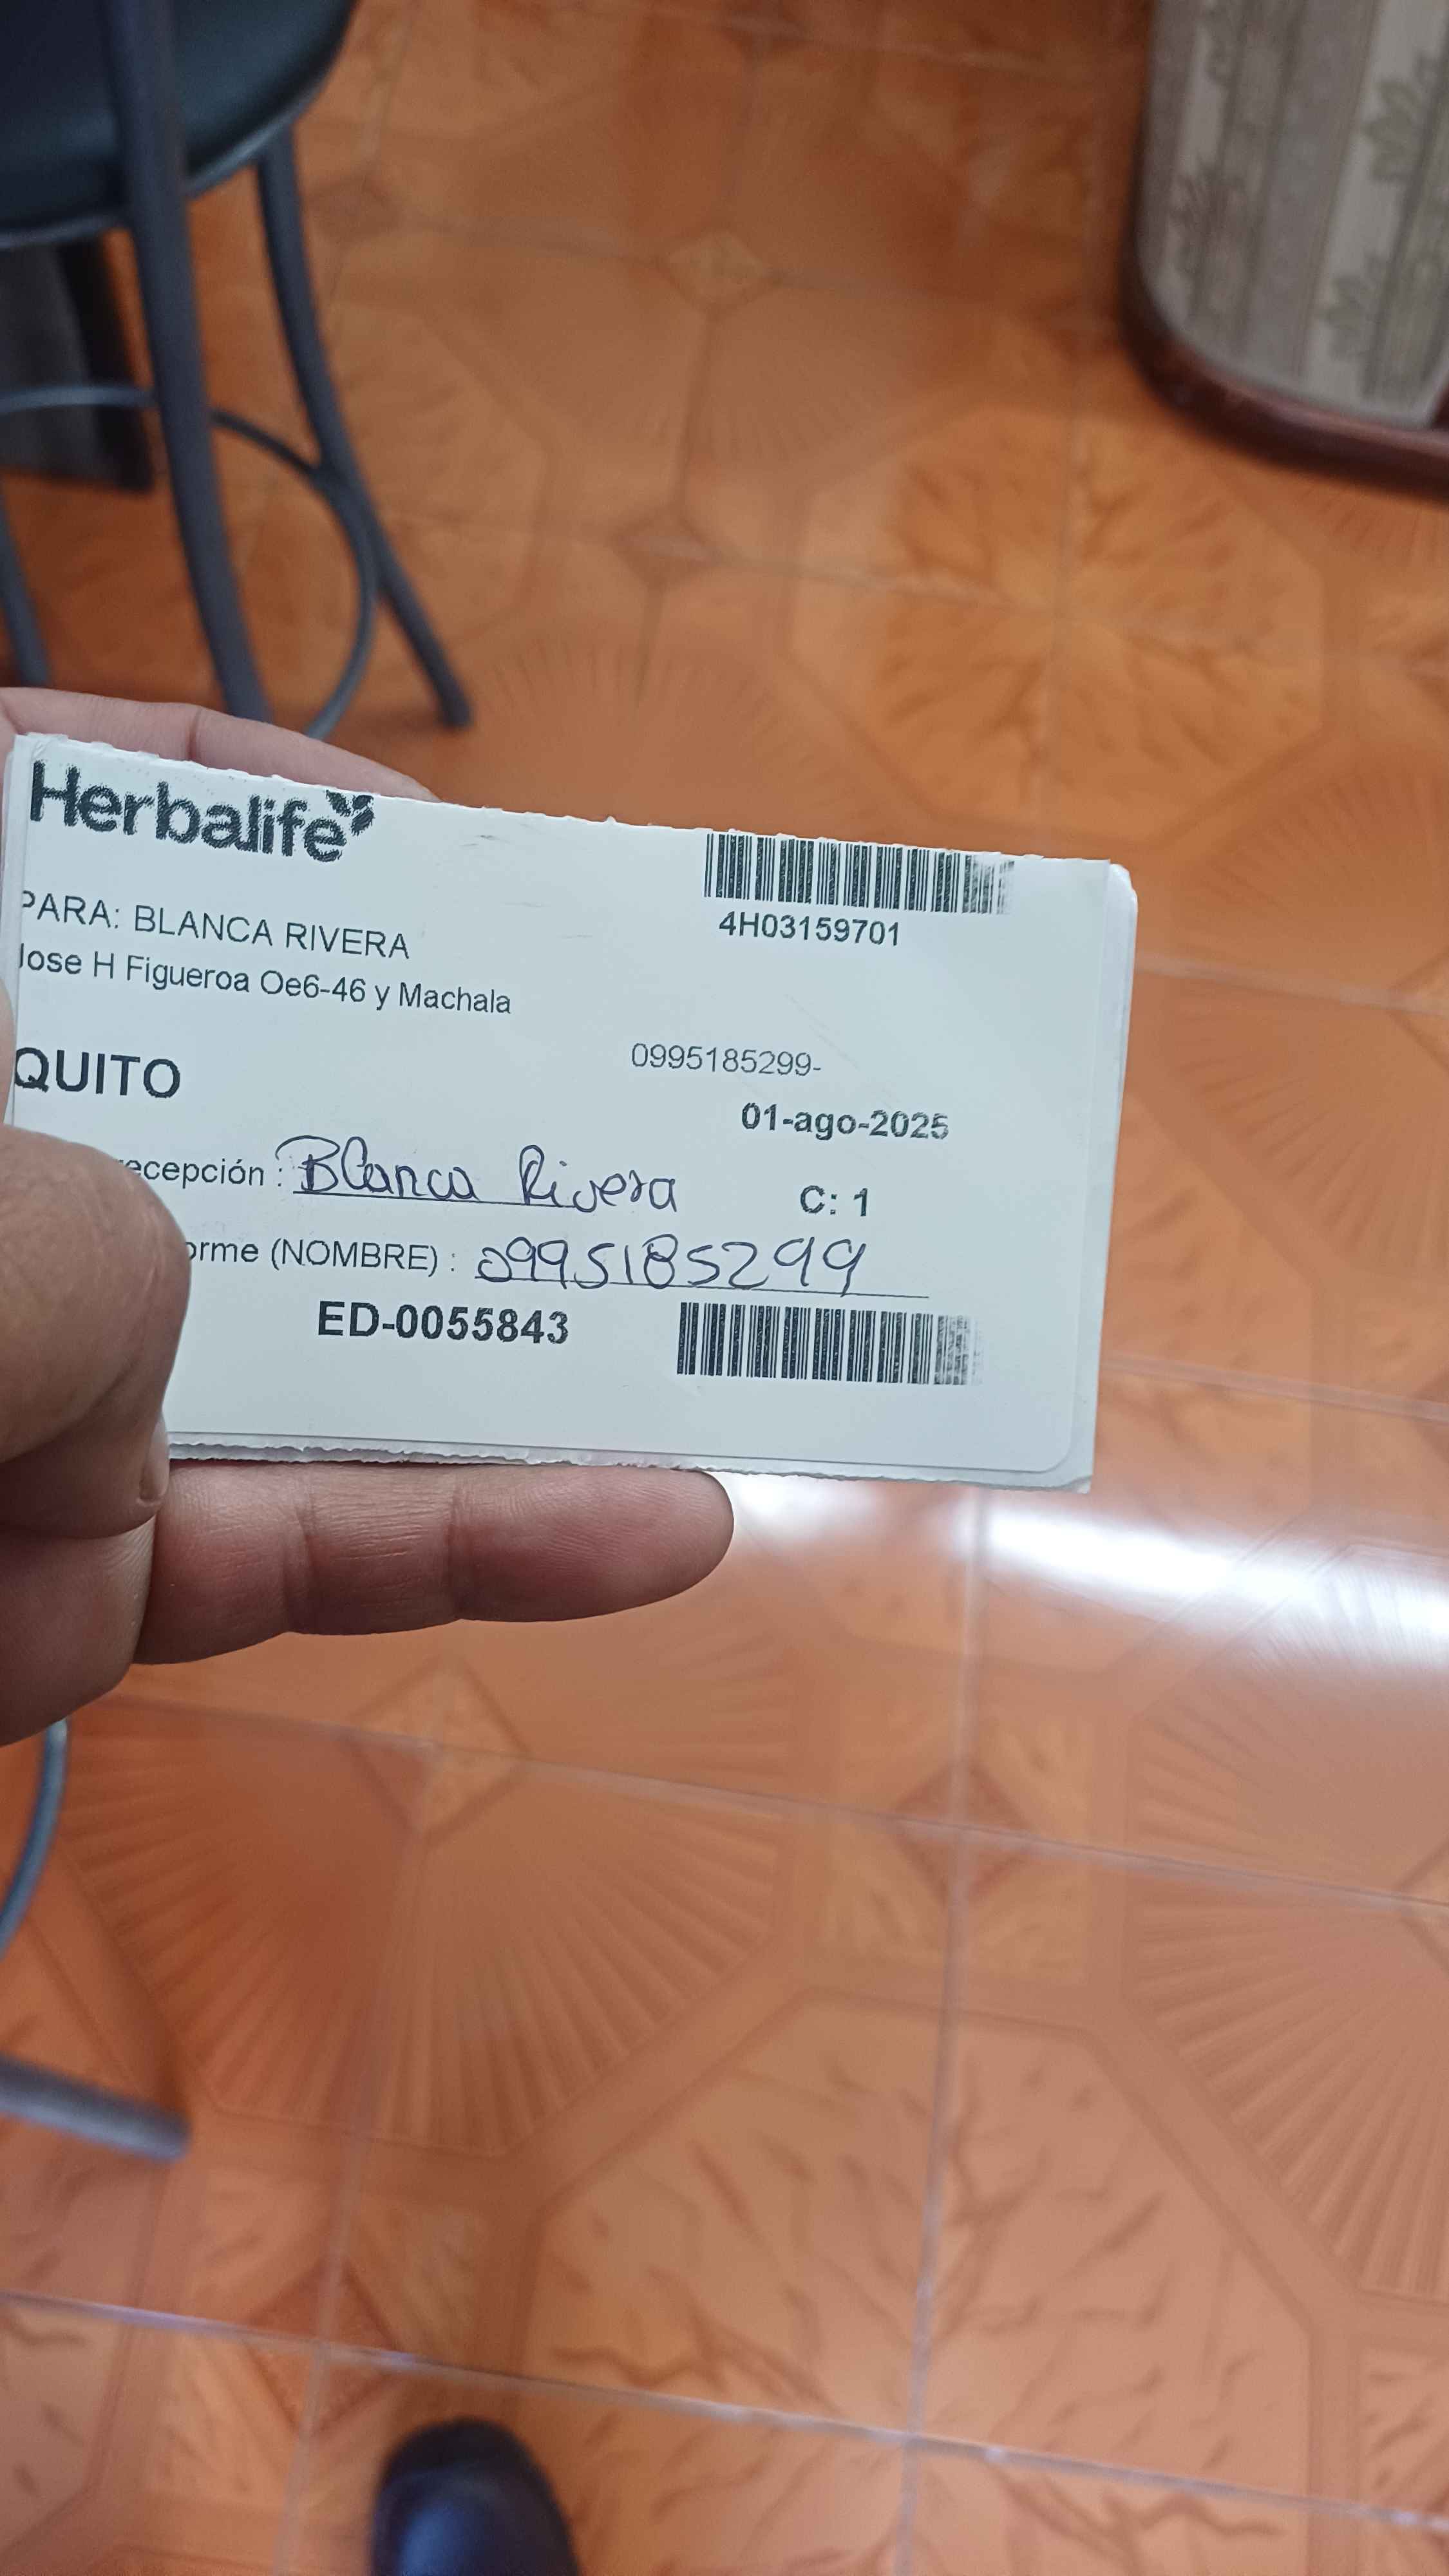 Herbalife
4H03159701
PARA: BLANCA RIVERA
Jose H Figueroa Oe6-46 y Machala
0995185299-
QUITO
01-ago-2025
recepción : Blanca Rivera
C: 1
orme (NOMBRE) : 0995185299
ED-0055843